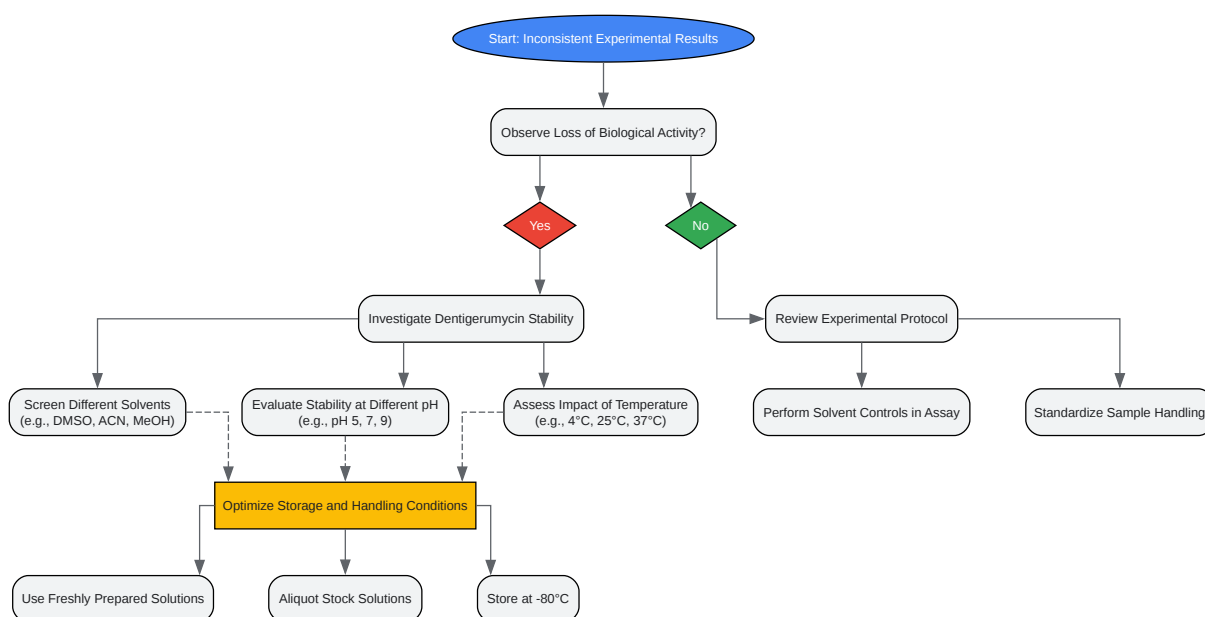 Start: Inconsistent Experimental Results
Observe Loss of Biological Activity?
Yes
No
Investigate Dentigerumycin Stability
Review Experimental Protocol
Screen Different Solvents
(e.g., DMSO, ACN, MeOH)
Evaluate Stability at Different pH
(e.g., pH 5, 7, 9)
Assess Impact of Temperature
(e.g., 4°C, 25°C, 37°C)
Perform Solvent Controls in Assay
Standardize Sample Handling
Optimize Storage and Handling Conditions
Use Freshly Prepared Solutions
Aliquot Stock Solutions
Store at -80°C